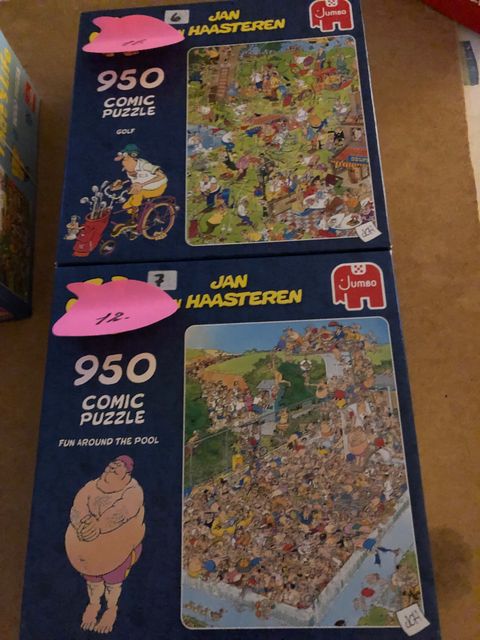 6
JAN
N HAASTEREN
Jumbo
950
COMIC
PUZZLE
GOLF
7
JAN
N HAASTEREN
Jumbo
12.-
950
COMIC
PUZZLE
FUN AROUND THE POOL